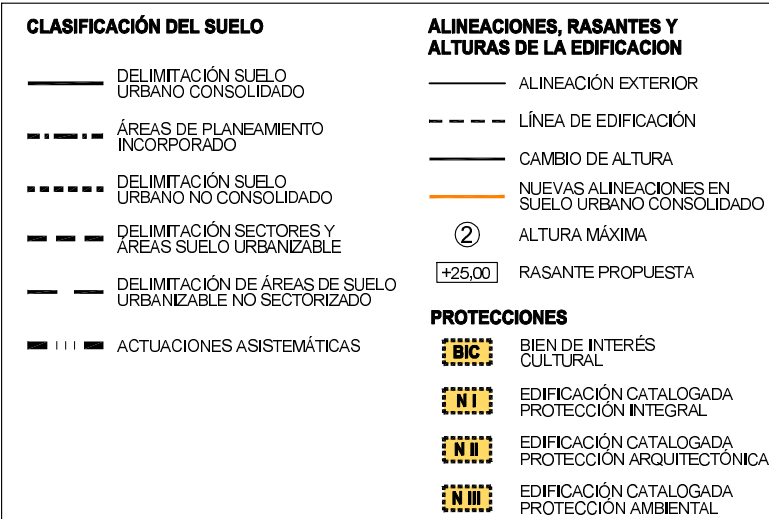 CLASIFICACIÓN DEL SUELO
DELIMITACIÓN SUELO
URBANO CONSOLIDADO
ÁREAS DE PLANEAMIENTO
INCORPORADO
DELIMITACIÓN SUELO
URBANO NO CONSOLIDADO
DELIMITACIÓN SECTORES Y
ÁREAS SUELO URBANIZABLE
DELIMITACIÓN DE ÁREAS DE SUELO
URBANIZABLE NO SECTORIZADO
ACTUACIONES ASISTEMÁTICAS
ALINEACIONES, RASANTES Y
ALTURAS DE LA EDIFICACION
ALINEACIÓN EXTERIOR
LÍNEA DE EDIFICACIÓN
CAMBIO DE ALTURA
NUEVAS ALINEACIONES EN
SUELO URBANO CONSOLIDADO
2 ALTURA MÁXIMA
+25,00 RASANTE PROPUESTA
PROTECCIONES
BIC BIEN DE INTERÉS
CULTURAL
N I EDIFICACIÓN CATALOGADA
PROTECCIÓN INTEGRAL
N II EDIFICACIÓN CATALOGADA
PROTECCIÓN ARQUITECTÓNICA
N III EDIFICACIÓN CATALOGADA
PROTECCIÓN AMBIENTAL